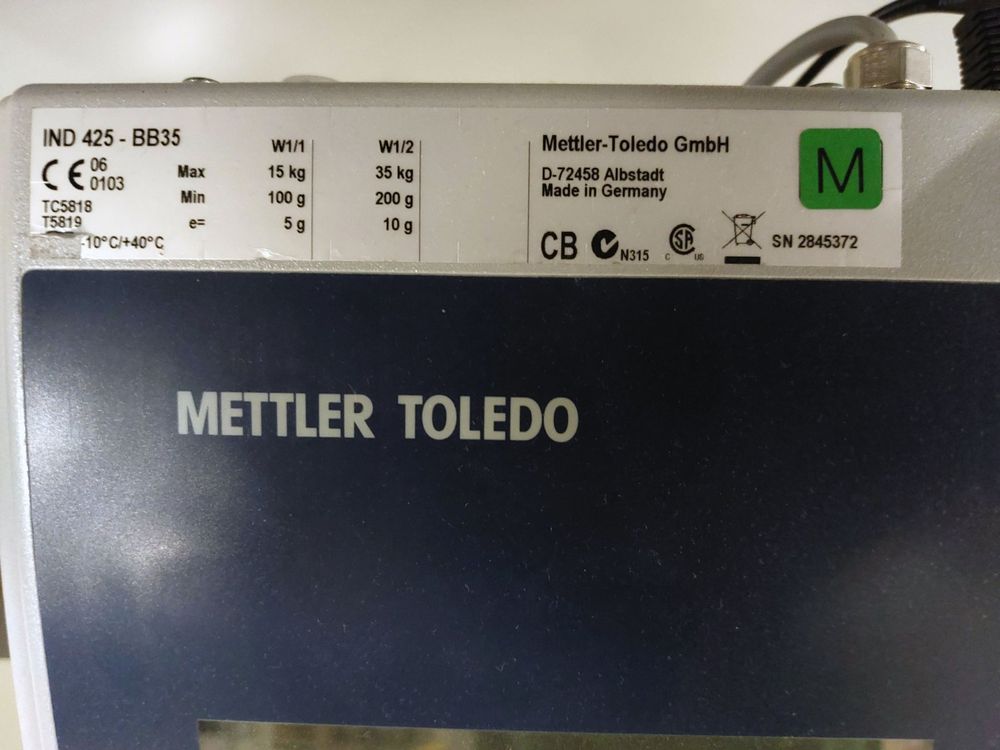 IND 425 - BB35
CE 06
0103
TC5818
T5819
-10°C/+40°C
W1/1 W1/2
Max 15 kg 35 kg
Min 100 g 200 g
e= 5 g 10 g
Mettler-Toledo GmbH
D-72458 Albstadt
Made in Germany
CB N315 C SA US SN 2845372
M
METTLER TOLEDO